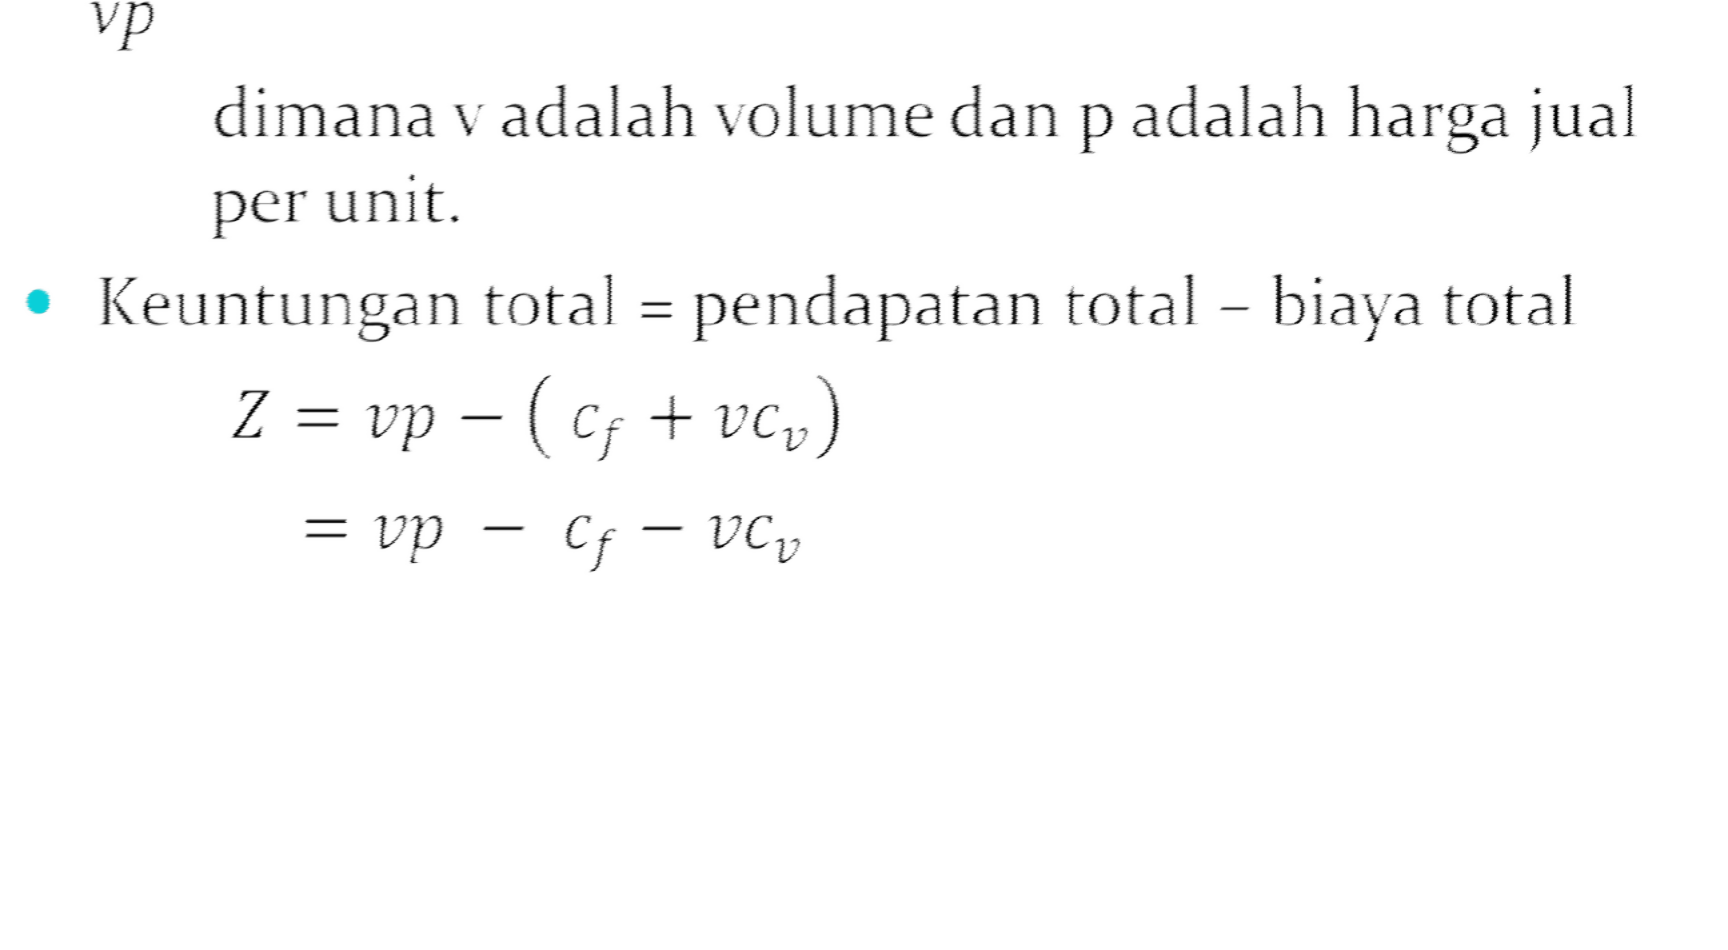 vp
dimana v adalah volume dan p adalah harga jual
per unit.
• Keuntungan total = pendapatan total – biaya total
Z = vp − ( c_f + vc_v)
= vp − c_f − vc_v